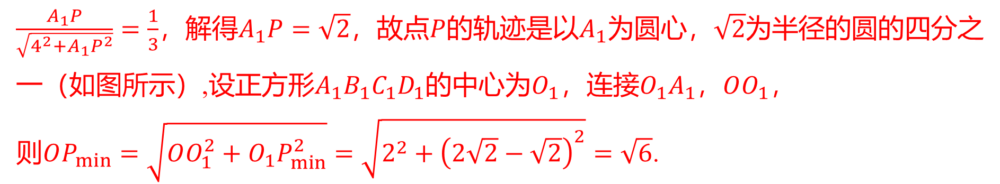 $\frac{A_1P}{\sqrt{4^2+A_1P^2}}=\frac{1}{3}$，解得$A_1P=\sqrt{2}$，故点$P$的轨迹是以$A_1$为圆心，$\sqrt{2}$为半径的圆的四分之
一（如图所示）,设正方形$A_1B_1C_1D_1$的中心为$O_1$，连接$O_1A_1$，$OO_1$，
则$OP_{\min}=\sqrt{OO_1^2+O_1P_{\min}^2}=\sqrt{2^2+\left(2\sqrt{2}-\sqrt{2}\right)^2}=\sqrt{6}$.